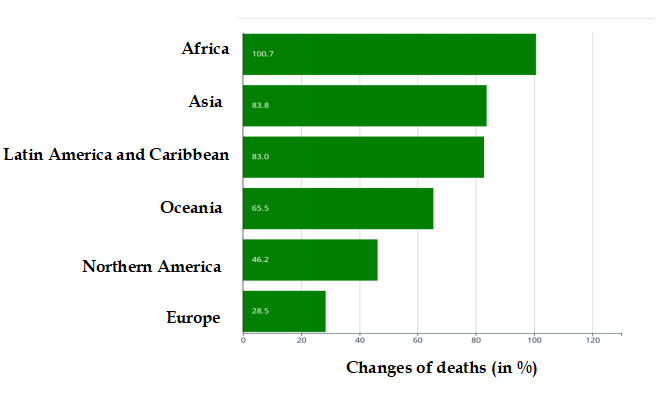 Africa
100.7
Asia
83.8
Latin America and Caribbean
83.0
Oceania
65.5
Northern America
46.2
Europe
28.5
0 20 40 60 80 100 120
Changes of deaths (in %)